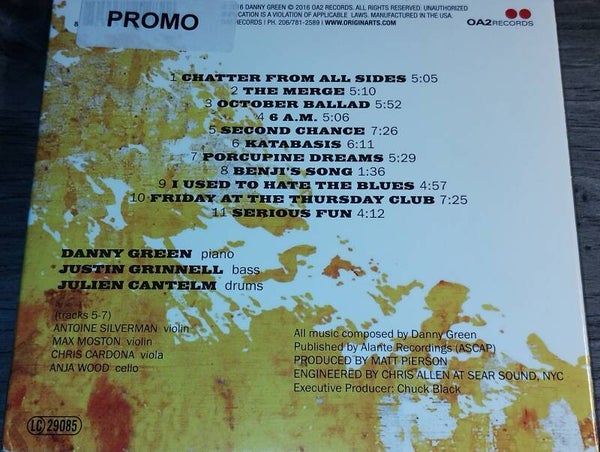 PROMO
2016 DANNY GREEN © 2016 OA2 RECORDS. ALL RIGHTS RESERVED. UNAUTHORIZED
IS A VIOLATION OF APPLICABLE LAWS. MANUFACTURED IN THE USA.
RECORDS | PH. 206/781-2589 | WWW.ORIGINARTS.COM
OA2RECORDS
1 CHATTER FROM ALL SIDES 5:05
2 THE MERGE 5:10
3 OCTOBER BALLAD 5:52
4 6 A.M. 5:06
5 SECOND CHANCE 7:26
6 KATABASIS 6:11
7 PORCUPINE DREAMS 5:29
8 BENJI'S SONG 1:36
9 I USED TO HATE THE BLUES 4:57
10 FRIDAY AT THE THURSDAY CLUB 7:25
11 SERIOUS FUN 4:12
DANNY GREEN piano
JUSTIN GRINNELL bass
JULIEN CANTELM drums
(tracks 5-7)
ANTOINE SILVERMAN violin
MAX MOSTON violin
CHRIS CARDONA viola
ANJA WOOD cello
All music composed by Danny Green
Published by Alante Recordings (ASCAP)
PRODUCED BY MATT PIERSON
ENGINEERED BY CHRIS ALLEN AT SEAR SOUND, NYC
Executive Producer: Chuck Black
LC 29085